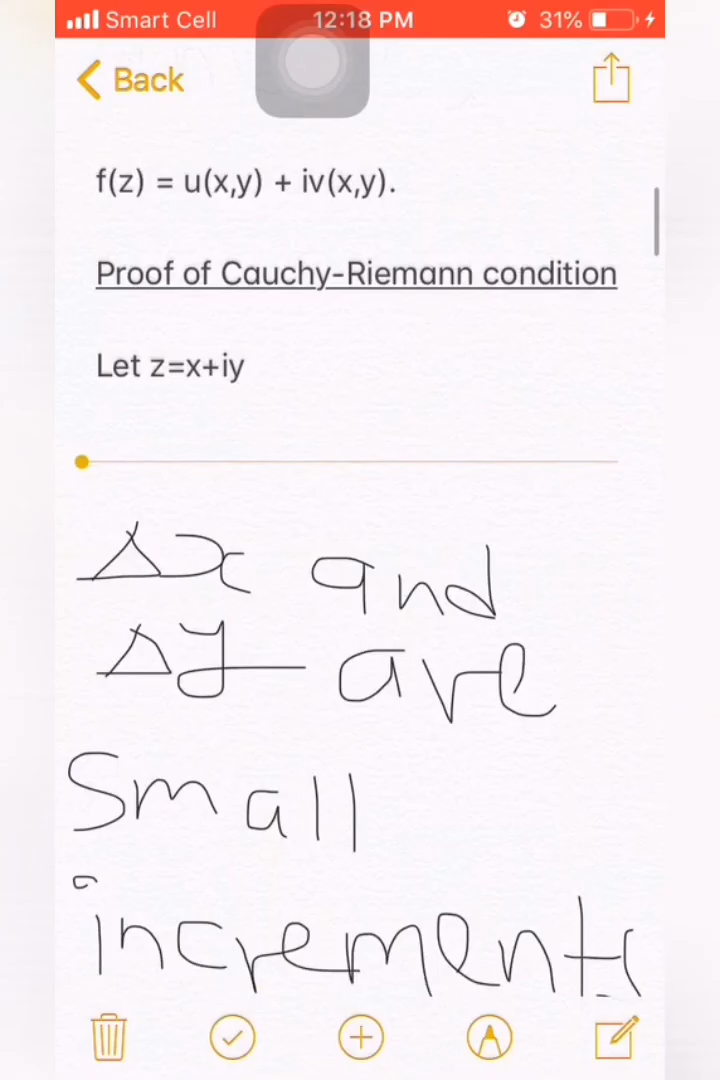 Smart Cell 12:18 PM 31%
Back
f(z) = u(x,y) + iv(x,y).
Proof of Cauchy-Riemann condition
Let z=x+iy
Δx and
Δy are
Small
increments